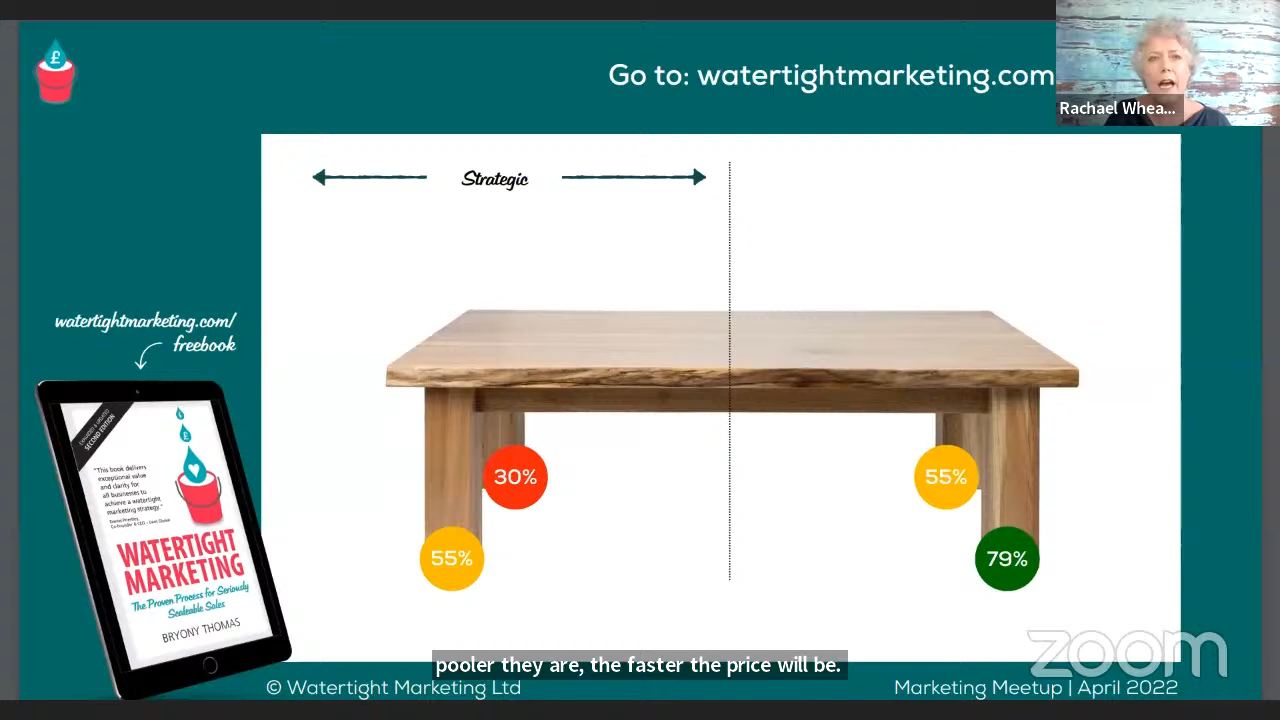 £
Go to: watertightmarketing.com
Rachael Whea...
Strategic
watertightmarketing.com/
freebook
30%
55%
55%
79%
SECOND EDITION
£
"This book delivers
exceptional value
and clarity for
all businesses to
achieve a watertight
marketing strategy."
WATERTIGHT
MARKETING
The Proven Process for Seriously
Scaleable Sales
BRYONY THOMAS
zoom
pooler they are, the faster the price will be.
© Watertight Marketing Ltd
Marketing Meetup | April 2022